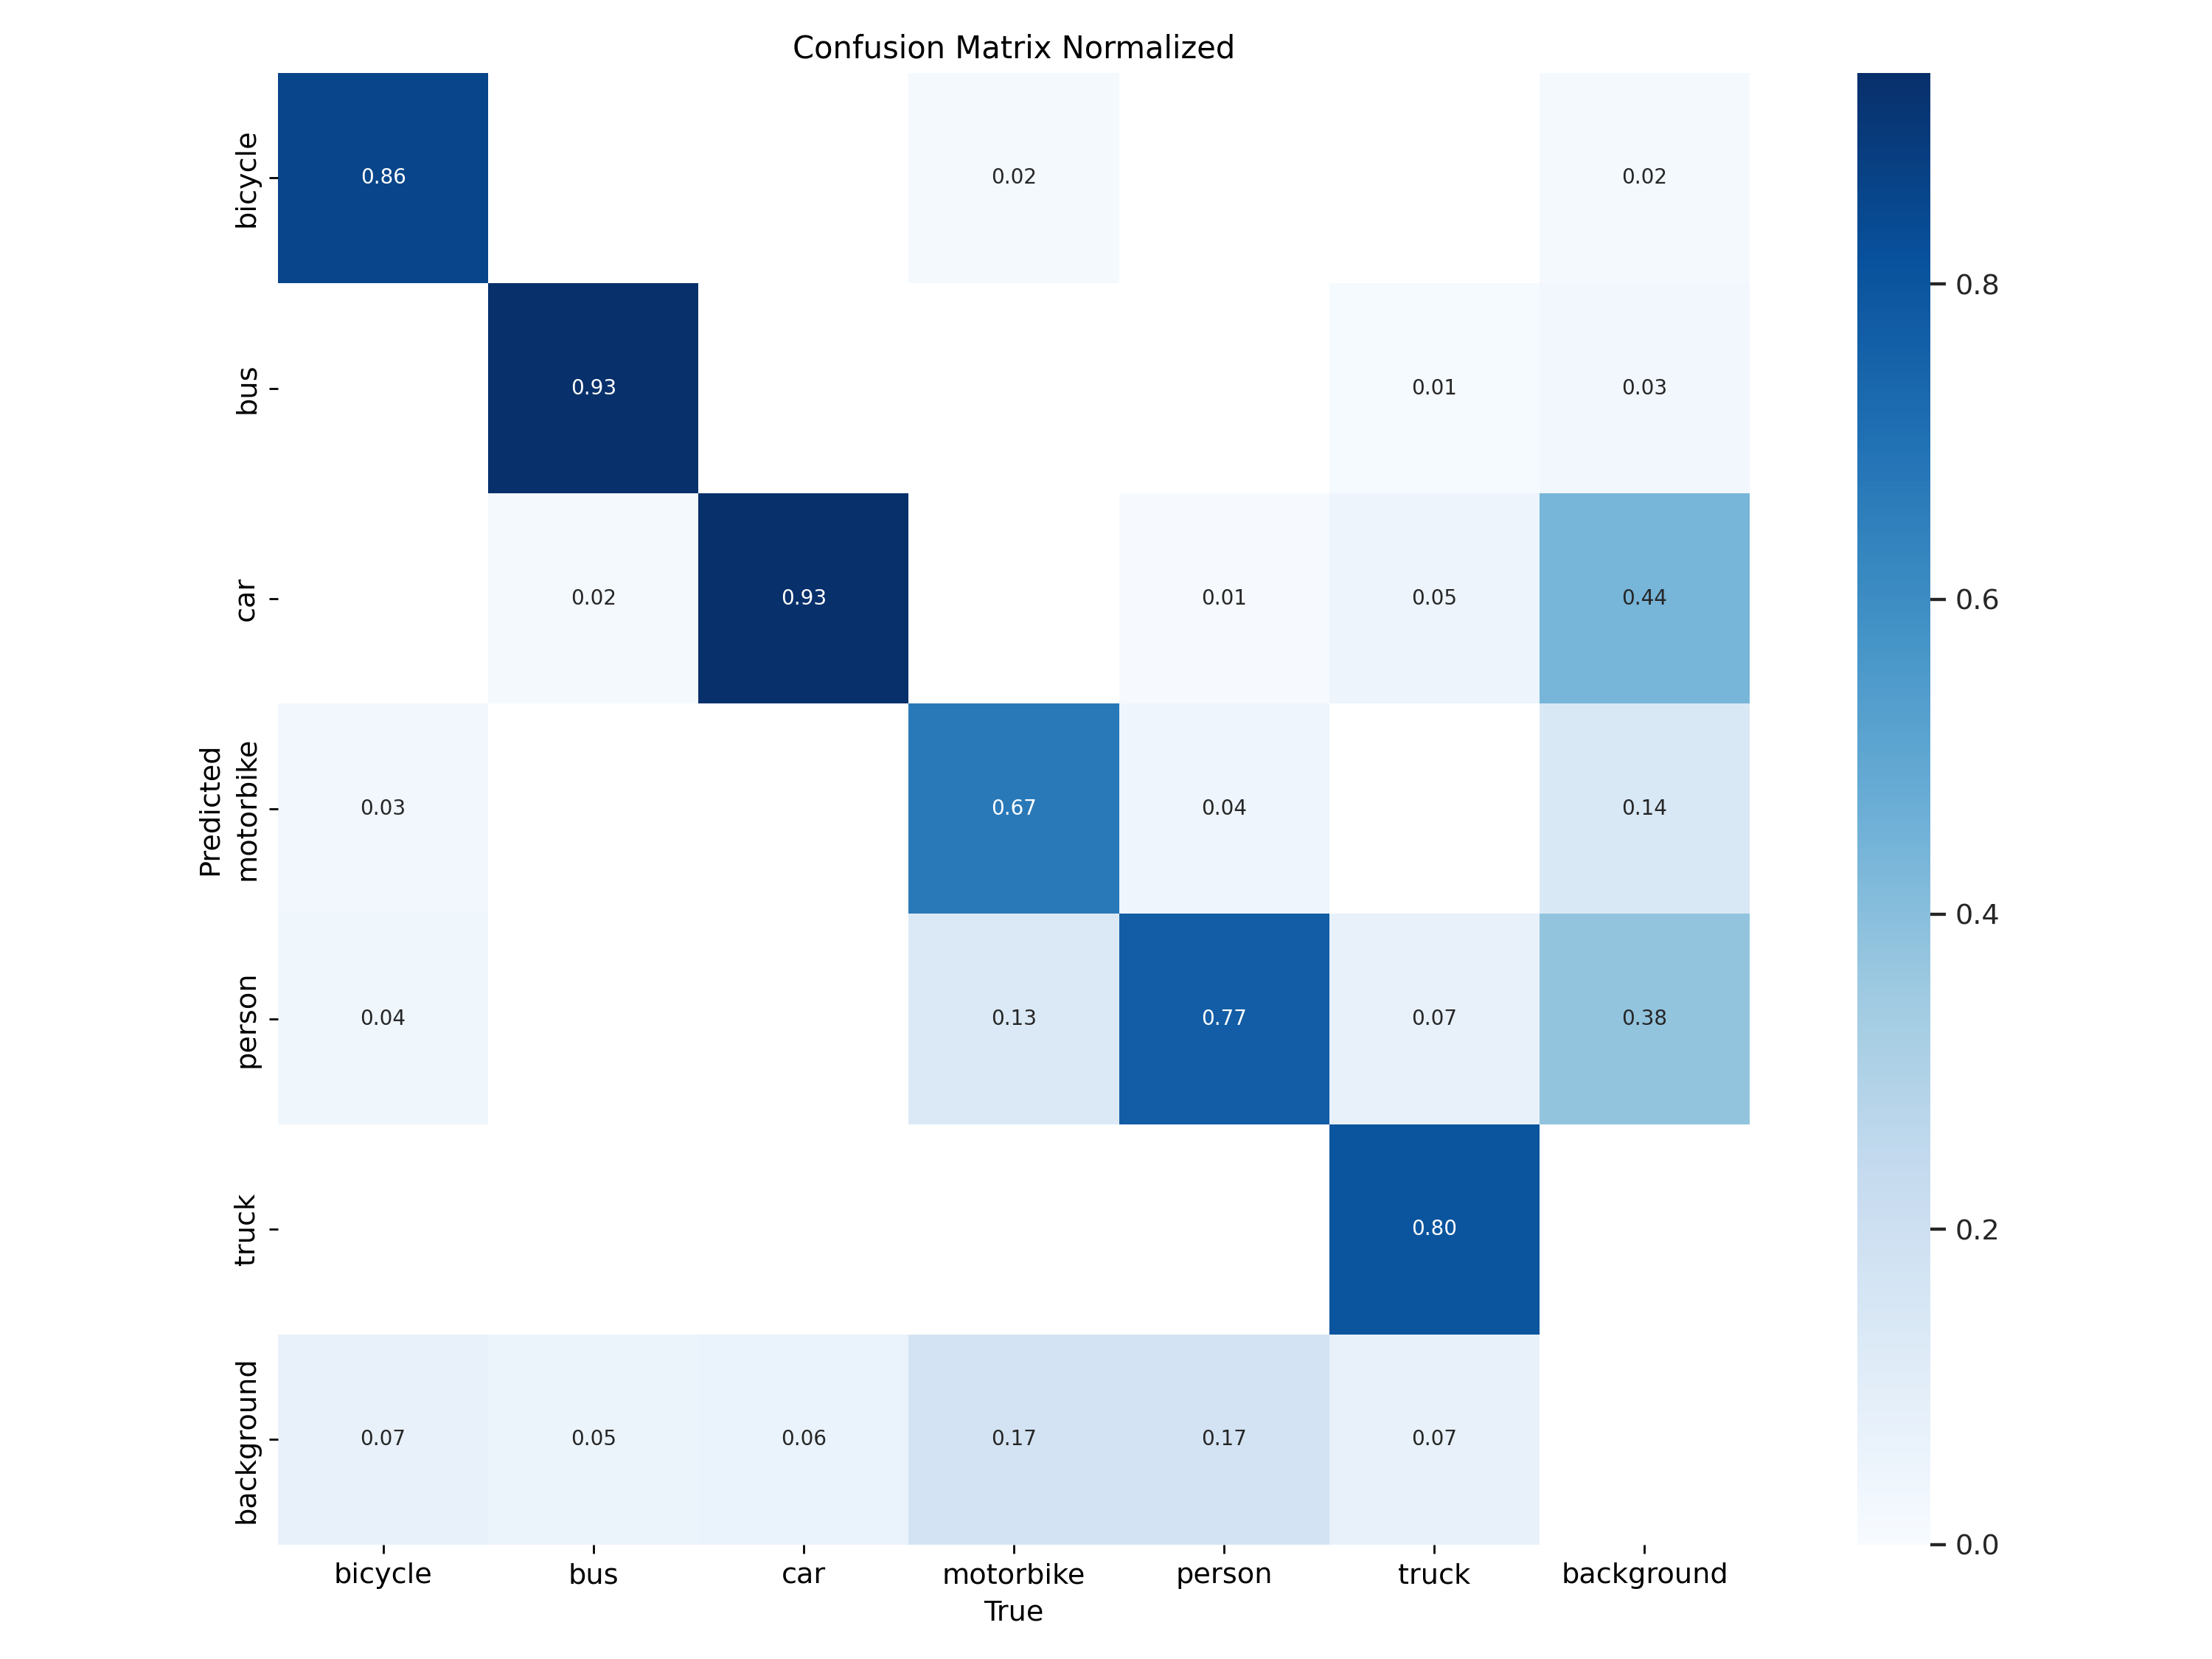 Confusion Matrix Normalized
bicycle 0.86 0.02 0.02
bus 0.93 0.01 0.03
car 0.02 0.93 0.01 0.05 0.44
motorbike 0.03 0.67 0.04 0.14
person 0.04 0.13 0.77 0.07 0.38
truck 0.80
background 0.07 0.05 0.06 0.17 0.17 0.07
Predicted
bicycle bus car motorbike person truck background
True
0.8
0.6
0.4
0.2
0.0